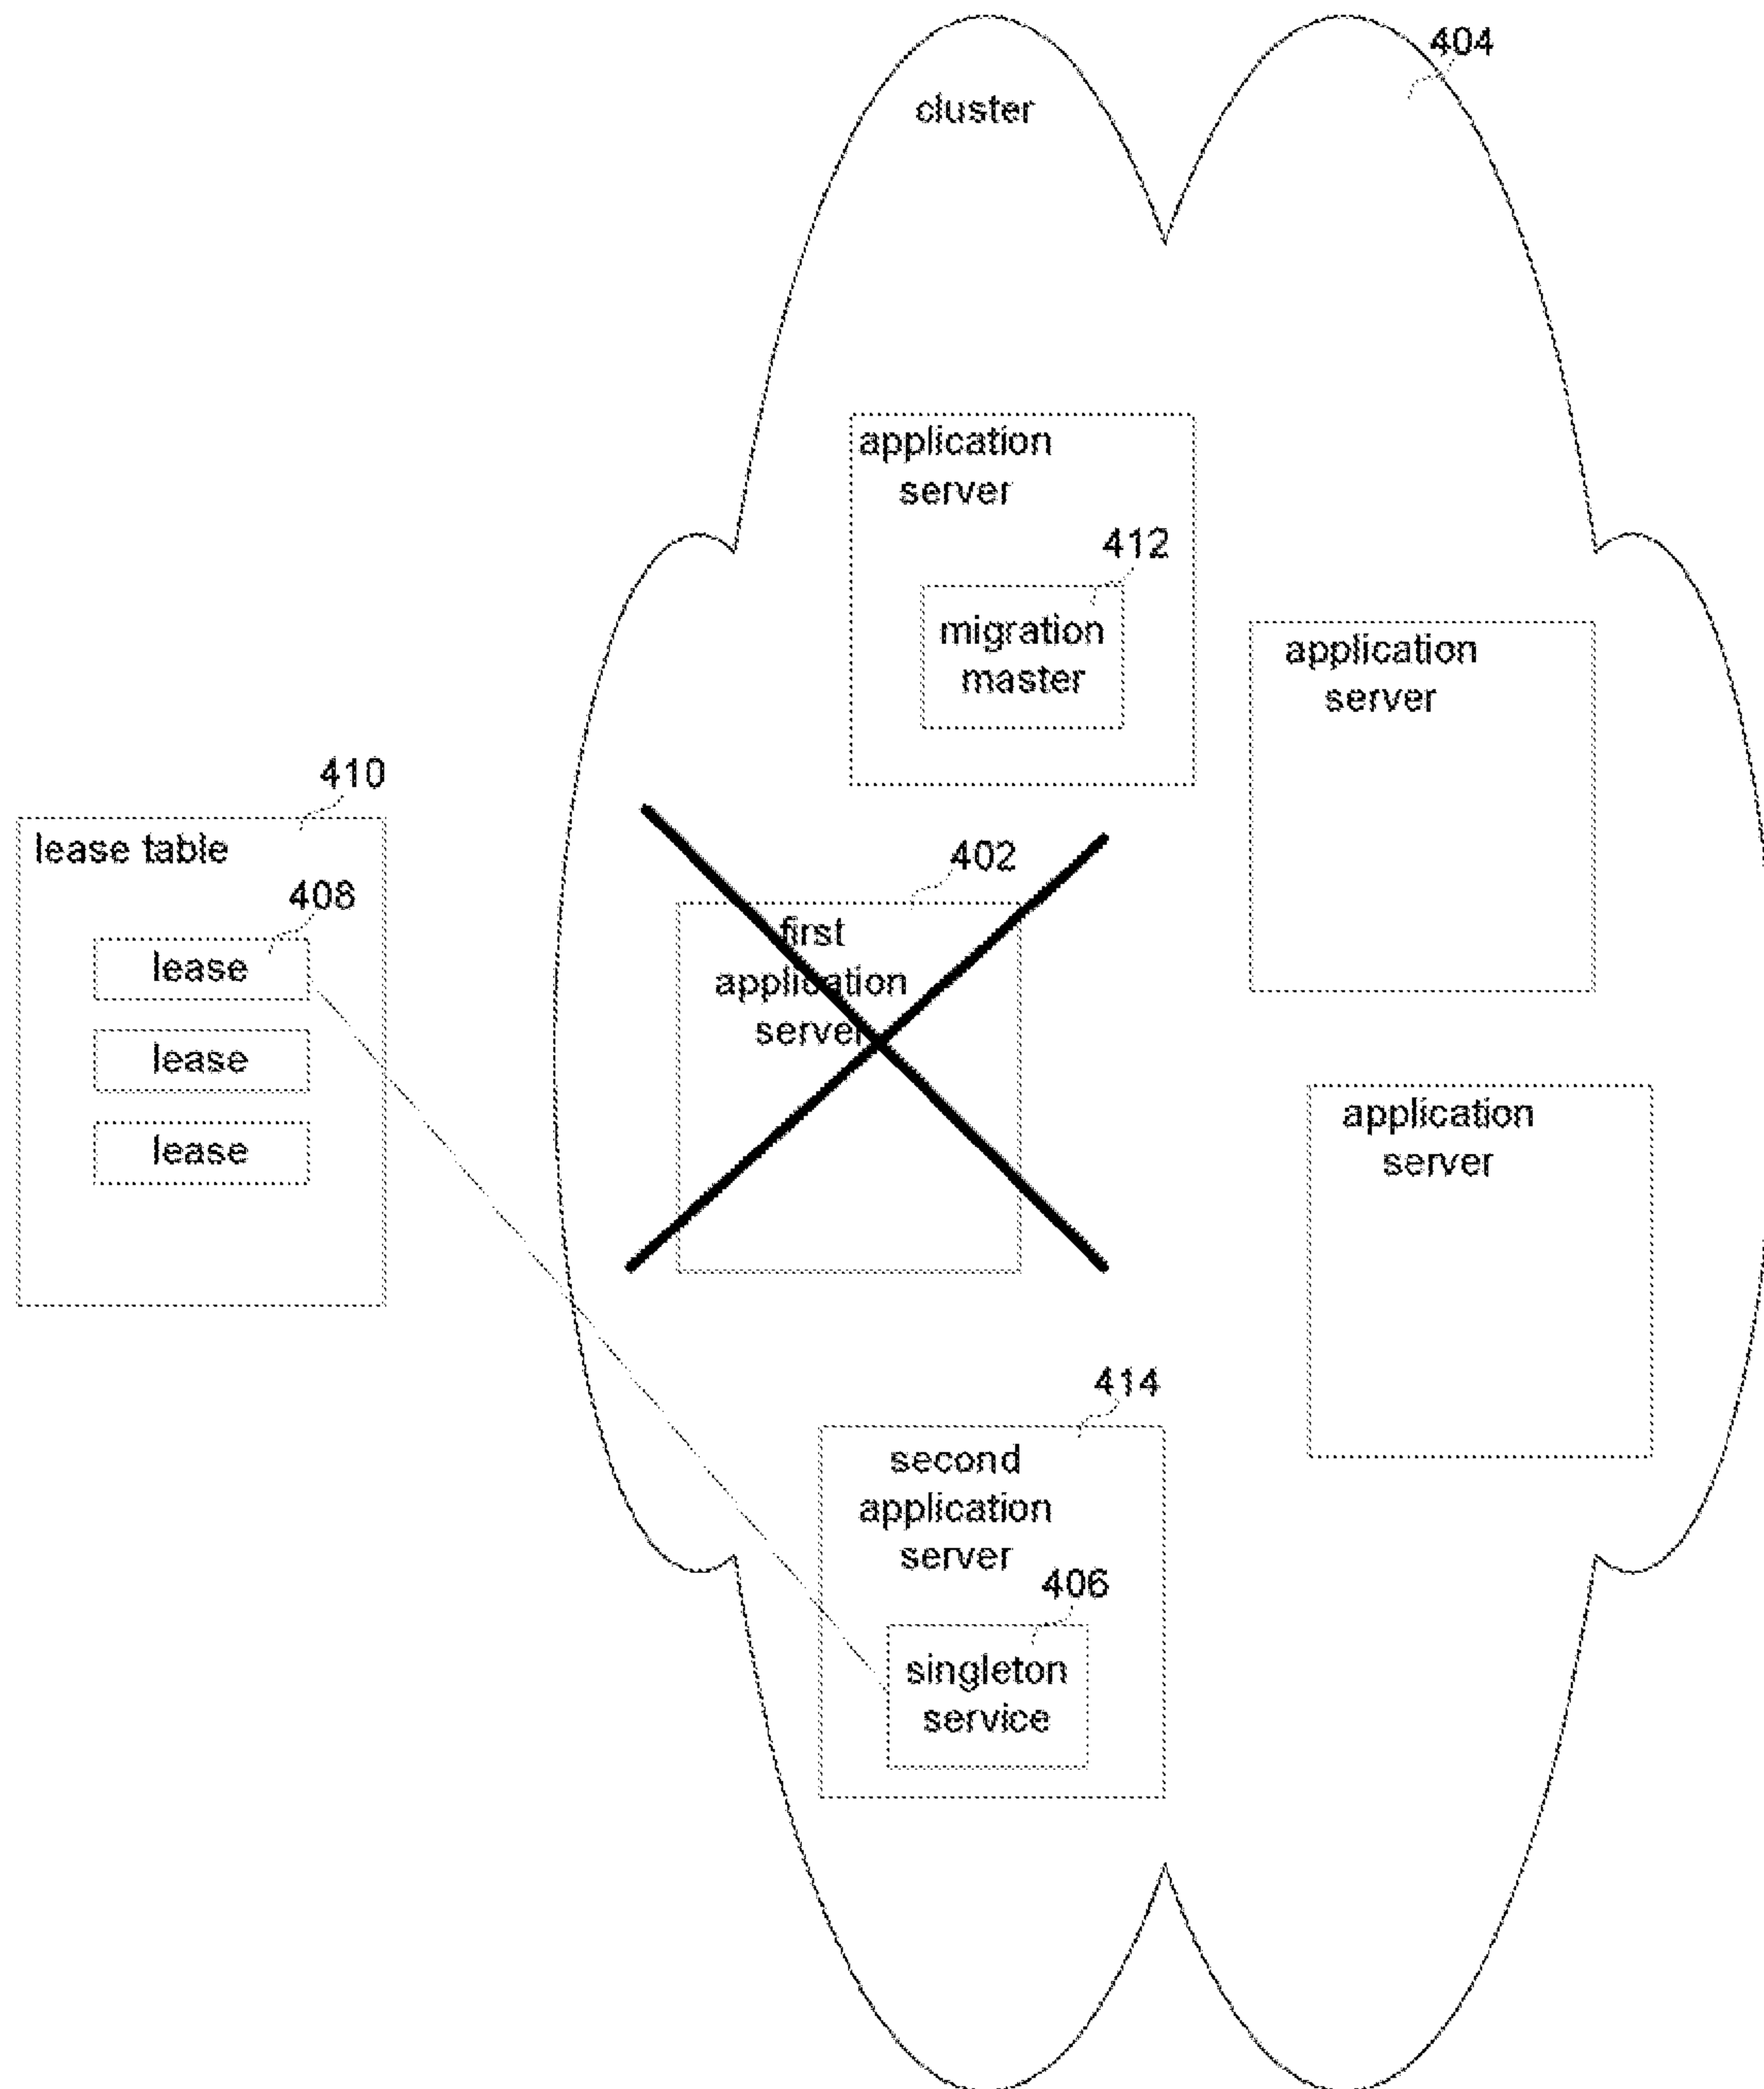 404
cluster
application
server
412
migration
master
application
server
410
lease table
408
lease
lease
lease
402
first
application
server
application
server
414
second
application
server
406
singleton
service